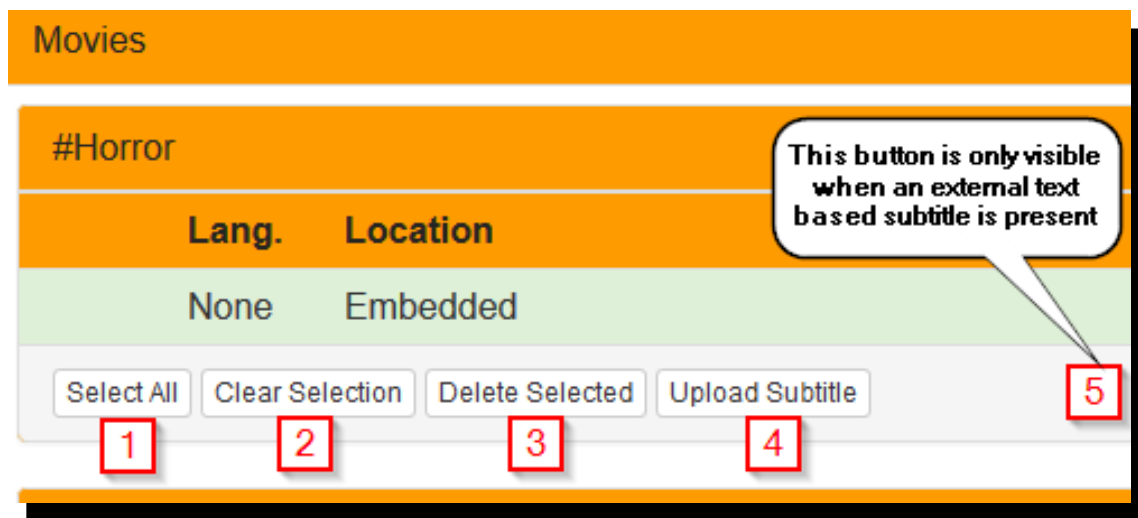 Movies
#Horror
This button is only visible
when an external text
based subtitle is present
Lang. Location
None Embedded
Select All Clear Selection Delete Selected Upload Subtitle 5
1 2 3 4